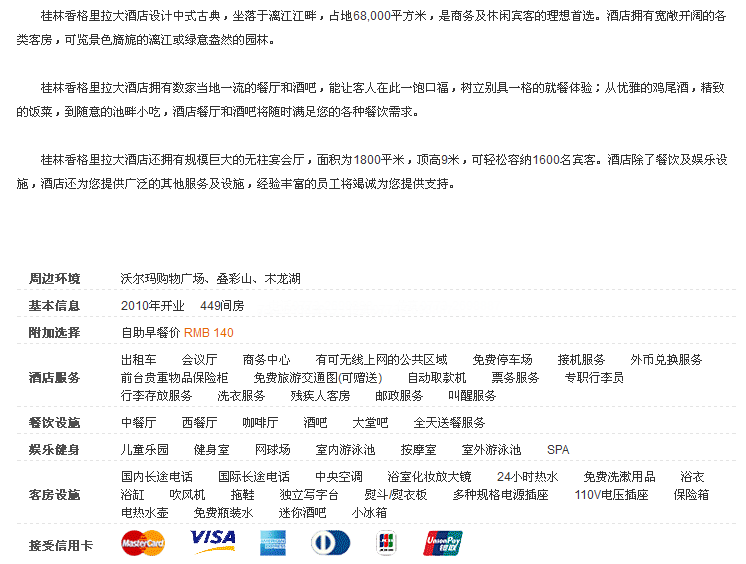 桂林香格里拉大酒店设计中式古典，坐落于漓江江畔，占地68,000平方米，是商务及休闲宾客的理想首选。酒店拥有宽敞开阔的各
类客房，可览景色旖旎的漓江或绿意盎然的园林。
桂林香格里拉大酒店拥有数家当地一流的餐厅和酒吧，能让客人在此一饱口福，树立别具一格的就餐体验；从优雅的鸡尾酒，精致
的饭菜，到随意的池畔小吃，酒店餐厅和酒吧将随时满足您的各种餐饮需求。
桂林香格里拉大酒店还拥有规模巨大的无柱宴会厅，面积为1800平米，顶高9米，可轻松容纳1600名宾客。酒店除了餐饮及娱乐设
施，酒店还为您提供广泛的其他服务及设施，经验丰富的员工将竭诚为您提供支持。
周边环境 沃尔玛购物广场、叠彩山、木龙湖
基本信息 2010年开业 449间房
附加选择 自助早餐价 RMB 140
出租车 会议厅 商务中心 有可无线上网的公共区域 免费停车场 接机服务 外币兑换服务
酒店服务 前台贵重物品保险柜 免费旅游交通图(可赠送) 自动取款机 票务服务 专职行李员
行李存放服务 洗衣服务 残疾人客房 邮政服务 叫醒服务
餐饮设施 中餐厅 西餐厅 咖啡厅 酒吧 大堂吧 全天送餐服务
娱乐健身 儿童乐园 健身室 网球场 室内游泳池 按摩室 室外游泳池 SPA
国内长途电话 国际长途电话 中央空调 浴室化妆放大镜 24小时热水 免费洗漱用品 浴衣
客房设施 浴缸 吹风机 拖鞋 独立写字台 熨斗/熨衣板 多种规格电源插座 110V电压插座 保险箱
电热水壶 免费瓶装水 迷你酒吧 小冰箱
接受信用卡 MasterCard VISA AMERICAN EXPRESS JCB UnionPay 银联